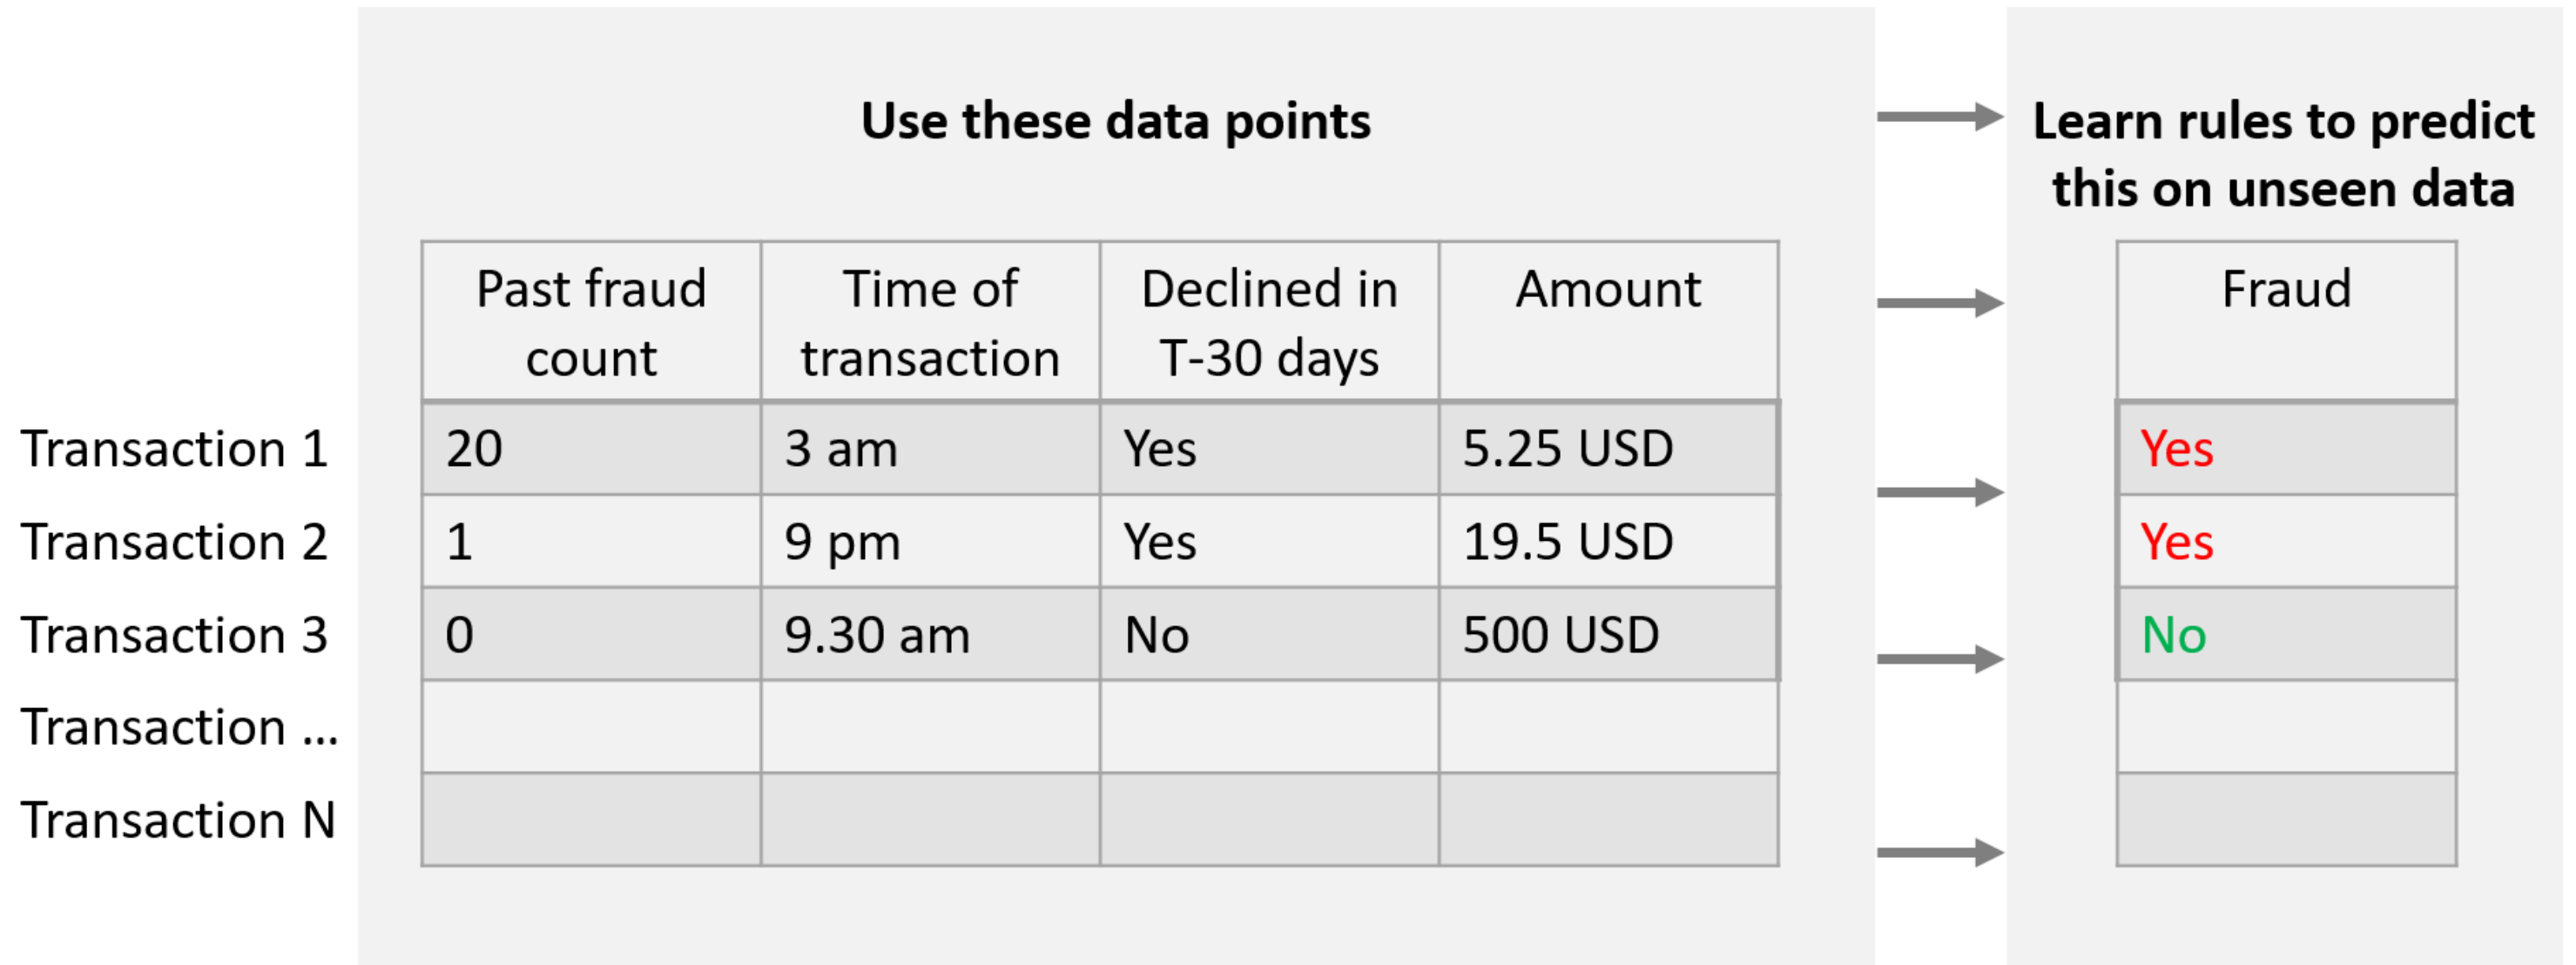 Use these data points
Learn rules to predict
this on unseen data
Past fraud
count
Time of
transaction
Declined in
T-30 days
Amount
Fraud
Transaction 1
20
3 am
Yes
5.25 USD
Yes
Transaction 2
1
9 pm
Yes
19.5 USD
Yes
Transaction 3
0
9.30 am
No
500 USD
No
Transaction ...
Transaction N